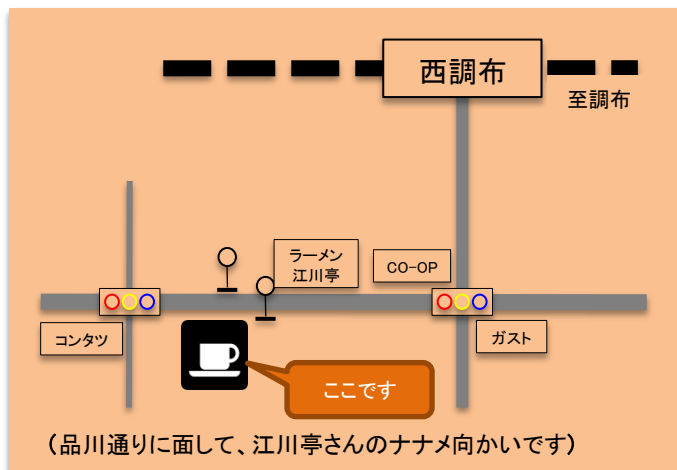 西調布
至調布
ラーメン
江川亭
CO-OP
コンタツ
ガスト
ここです
(品川通りに面して、江川亭さんのナナメ向かいです)